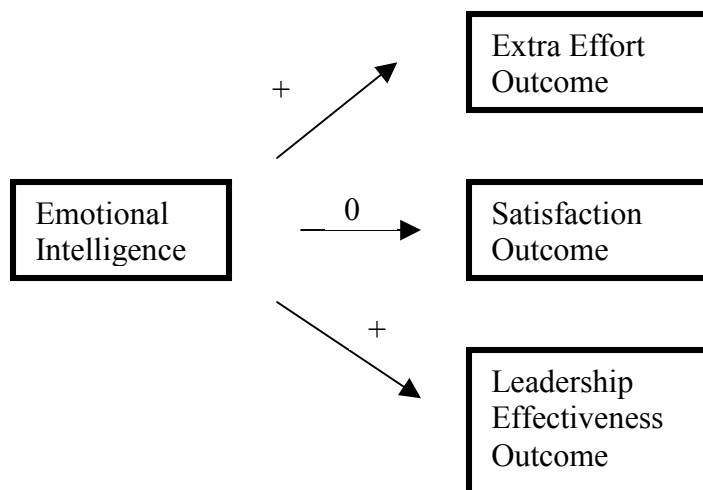 Extra Effort
Outcome
+
Emotional
Intelligence
0
Satisfaction
Outcome
+
Leadership
Effectiveness
Outcome